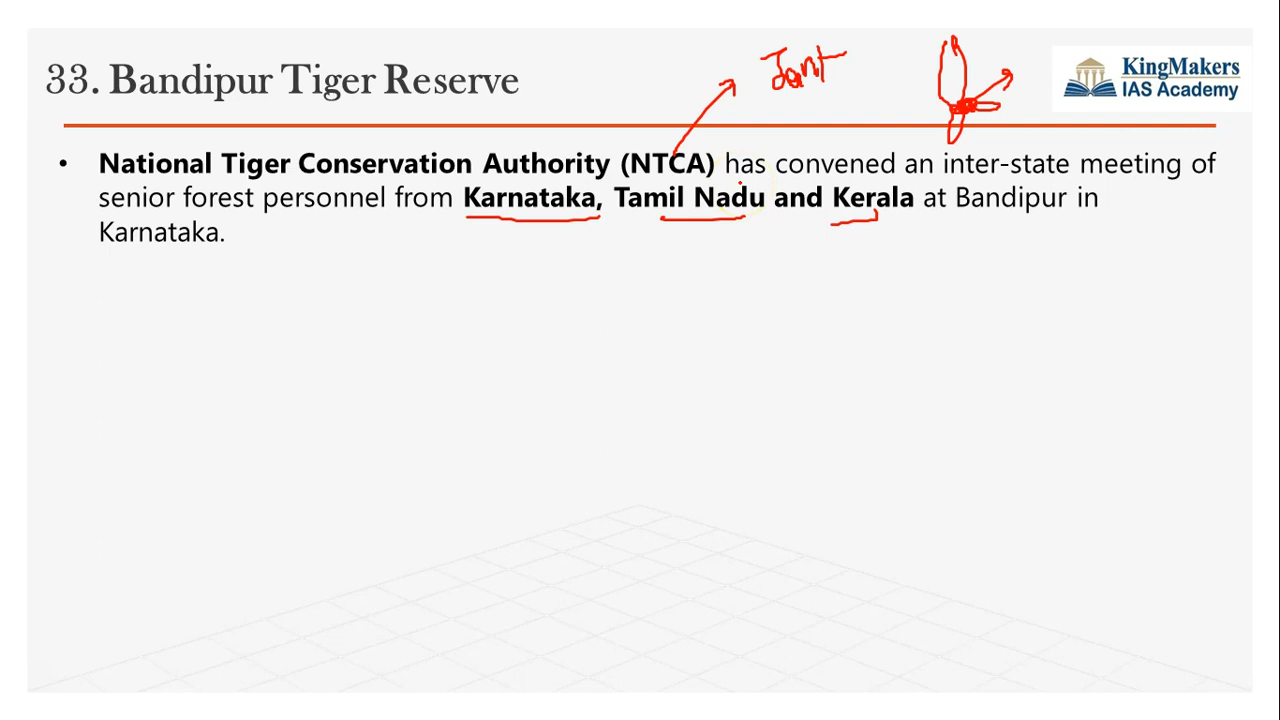 33. Bandipur Tiger Reserve
KingMakers
IAS Academy
• National Tiger Conservation Authority (NTCA) has convened an inter-state meeting of
senior forest personnel from Karnataka, Tamil Nadu and Kerala at Bandipur in
Karnataka.